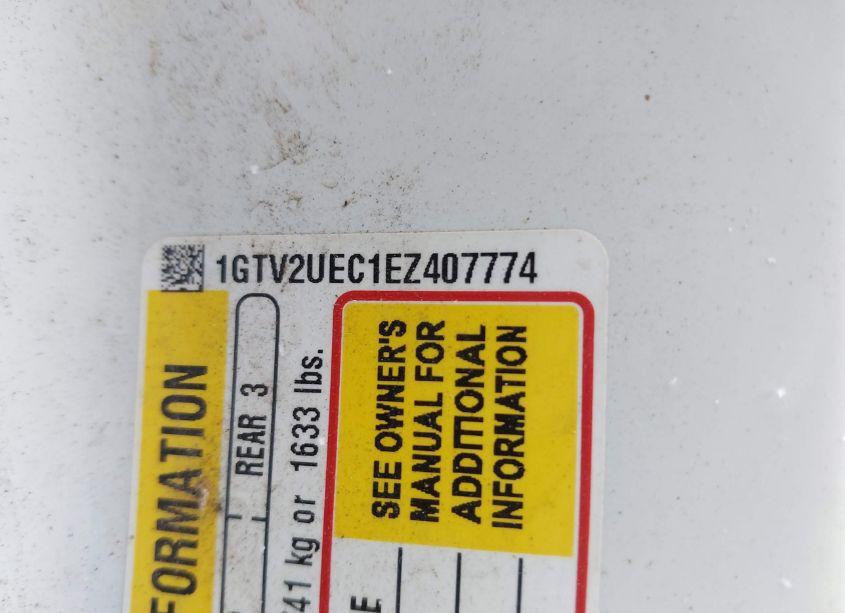 1GTV2UEC1EZ407774
FORMATION
REAR 3
41 kg or 1633 lbs.
SEE OWNER'S
MANUAL FOR
ADDITIONAL
INFORMATION
E